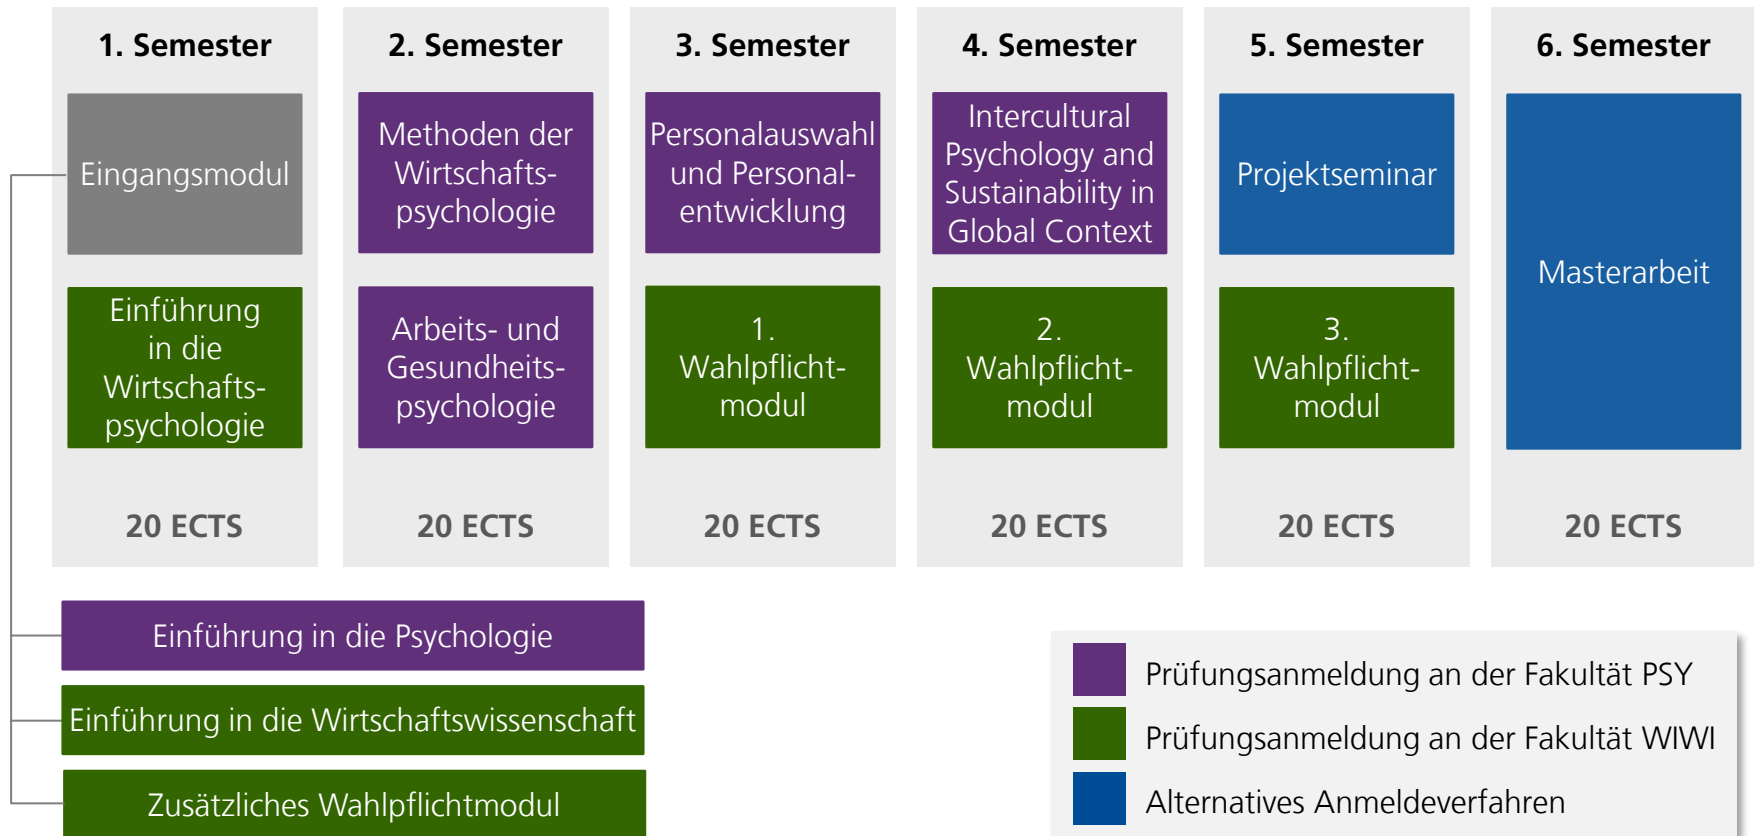 1. Semester
Eingangsmodul
Einführung
in die
Wirtschafts-
psychologie
20 ECTS
2. Semester
Methoden der
Wirtschafts-
psychologie
Arbeits- und
Gesundheits-
psychologie
20 ECTS
3. Semester
Personalauswahl
und Personal-
entwicklung
1.
Wahlpflicht-
modul
20 ECTS
4. Semester
Intercultural
Psychology and
Sustainability in
Global Context
2.
Wahlpflicht-
modul
20 ECTS
5. Semester
Projektseminar
3.
Wahlpflicht-
modul
20 ECTS
6. Semester
Masterarbeit
20 ECTS
Einführung in die Psychologie
Einführung in die Wirtschaftswissenschaft
Zusätzliches Wahlpflichtmodul
Prüfungsanmeldung an der Fakultät PSY
Prüfungsanmeldung an der Fakultät WIWI
Alternatives Anmeldeverfahren